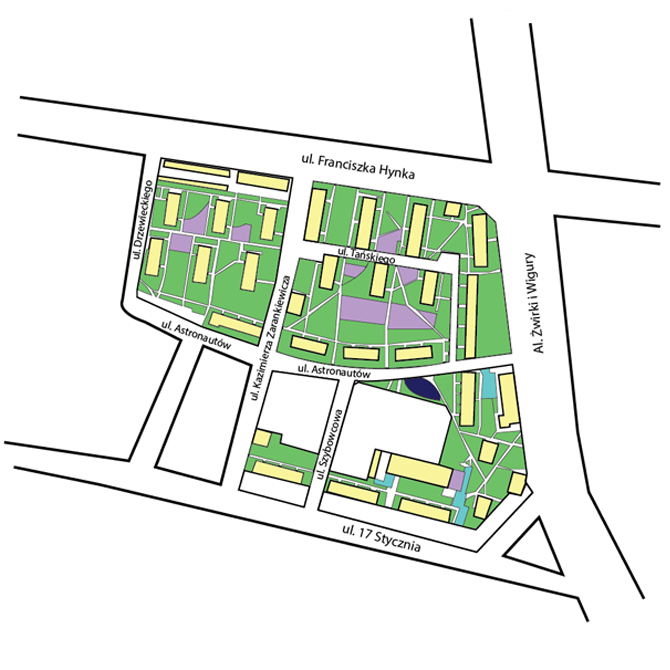 ul. Franciszka Hynka
ul. Drzewieckiego
ul. Tańskiego
Al. Żwirki i Wigury
ul. Kazimierza Zarankiewicza
ul. Astronautów
ul. Astronautów
ul. Szybowcowa
ul. 17 Stycznia